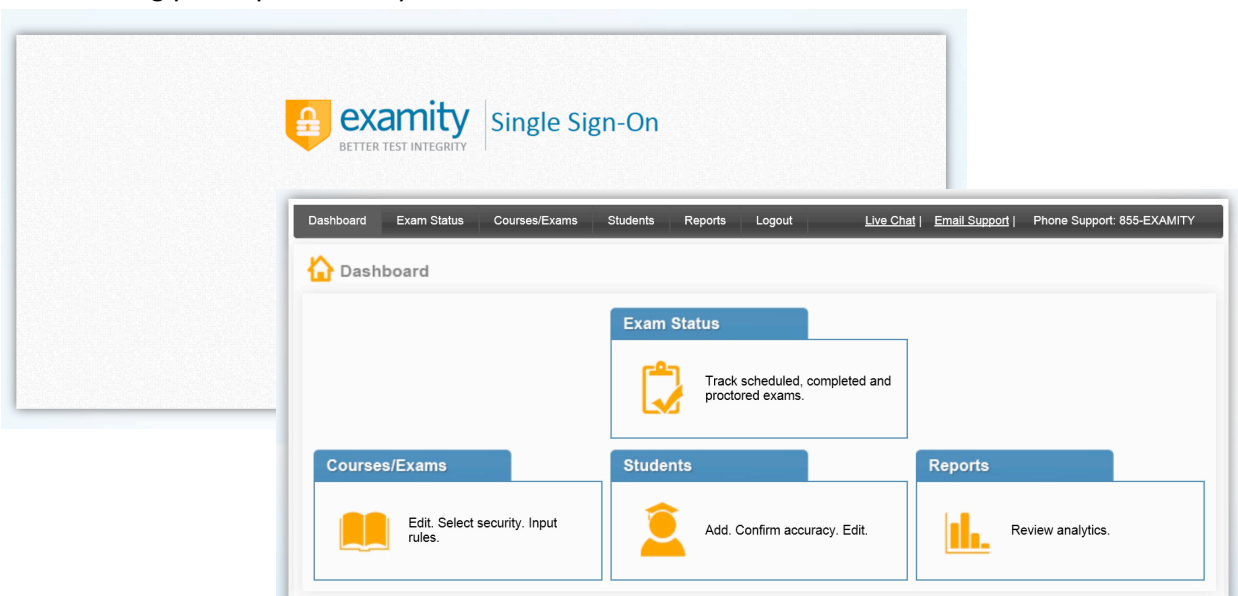 examity
BETTER TEST INTEGRITY
Single Sign-On
Dashboard Exam Status Courses/Exams Students Reports Logout Live Chat | Email Support | Phone Support: 855-EXAMITY
Dashboard
Exam Status
Track scheduled, completed and
proctored exams.
Courses/Exams
Edit. Select security. Input
rules.
Students
Add. Confirm accuracy. Edit.
Reports
Review analytics.